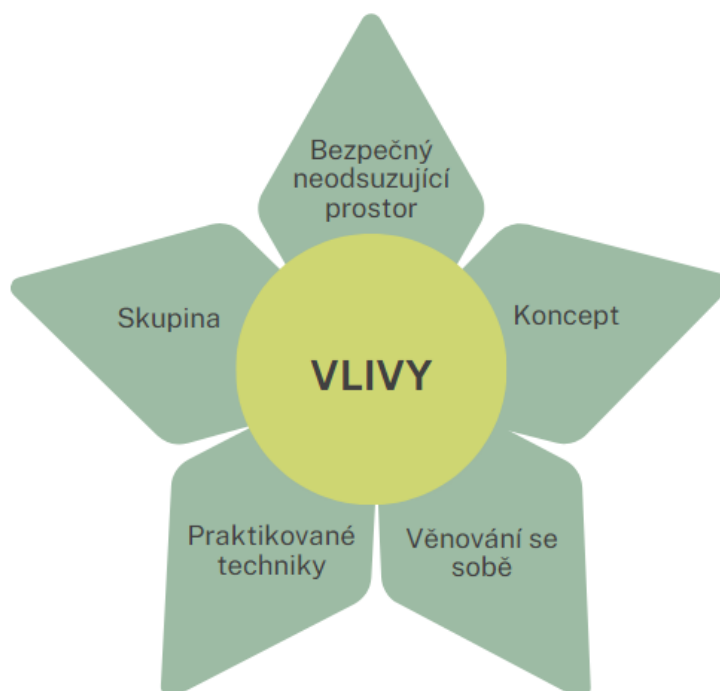 Bezpečný
neodsuzující
prostor
Skupina
Koncept
VLIVY
Praktikované
techniky
Věnování se
sobě